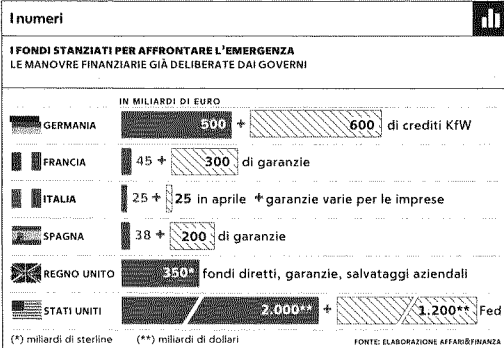 I numeri
I FONDI STANZIATI PER AFFRONTARE L'EMERGENZA
LE MANOVRE FINANZIARIE GIÀ DELIBERATE DAI GOVERNI
IN MILIARDI DI EURO
GERMANIA 500 + 600 di crediti KfW
FRANCIA 45 + 300 di garanzie
ITALIA 25 + 25 in aprile + garanzie varie per le imprese
SPAGNA 38 + 200 di garanzie
REGNO UNITO 350* fondi diretti, garanzie, salvataggi aziendali
STATI UNITI 2.000** + 1.200** Fed
(*) miliardi di sterline (**) miliardi di dollari FONTE: ELABORAZIONE AFFARI&FINANZA